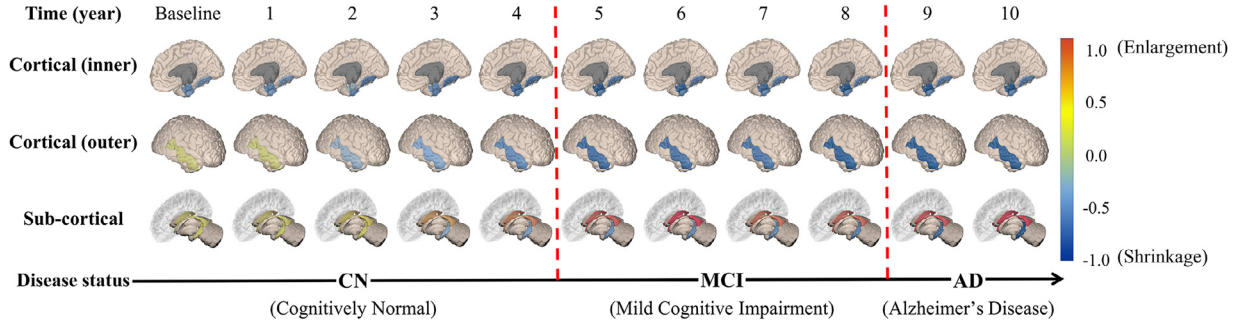 Time (year) Baseline 1 2 3 4 5 6 7 8 9 10
Cortical (inner)
Cortical (outer)
Sub-cortical
1.0 (Enlargement)
0.5
0.0
-0.5
-1.0 (Shrinkage)
Disease status CN MCI AD
(Cognitively Normal) (Mild Cognitive Impairment) (Alzheimer's Disease)